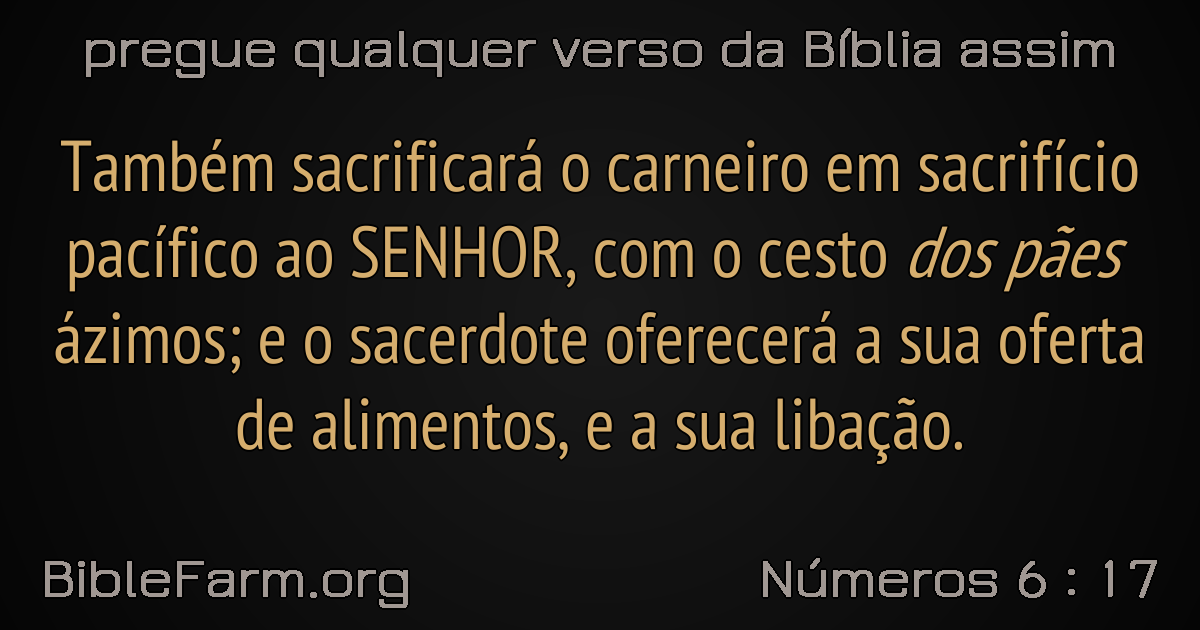 pregue qualquer verso da Bíblia assim
Também sacrificará o carneiro em sacrifício
pacífico ao SENHOR, com o cesto dos pães
ázimos; e o sacerdote oferecerá a sua oferta
de alimentos, e a sua libação.
BibleFarm.org
Números 6 : 17